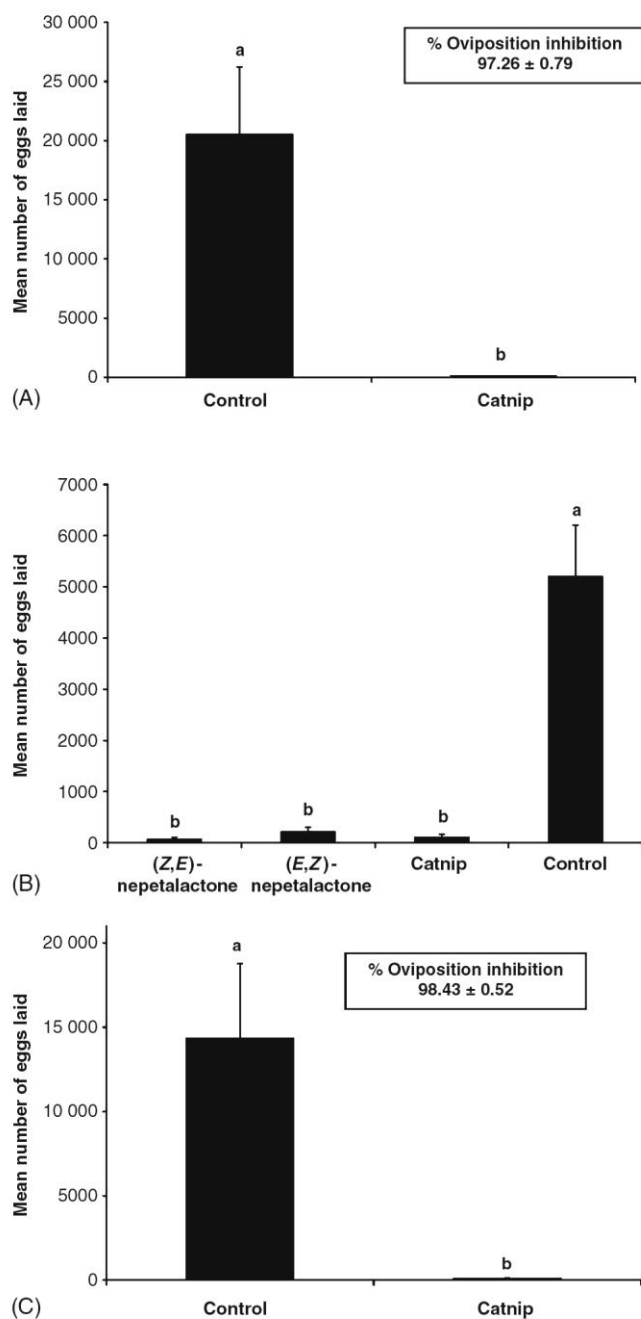 30 000
25 000
20 000
15 000
10 000
5000
0
Mean number of eggs laid
a
b
% Oviposition inhibition
97.26 ± 0.79
Control Catnip
(A)
7000
6000
5000
4000
3000
2000
1000
0
Mean number of eggs laid
b b b a
(Z,E)- (E,Z)- Catnip Control
nepetalactone nepetalactone
(B)
20 000
15 000
10 000
5000
0
Mean number of eggs laid
a
b
% Oviposition inhibition
98.43 ± 0.52
Control Catnip
(C)